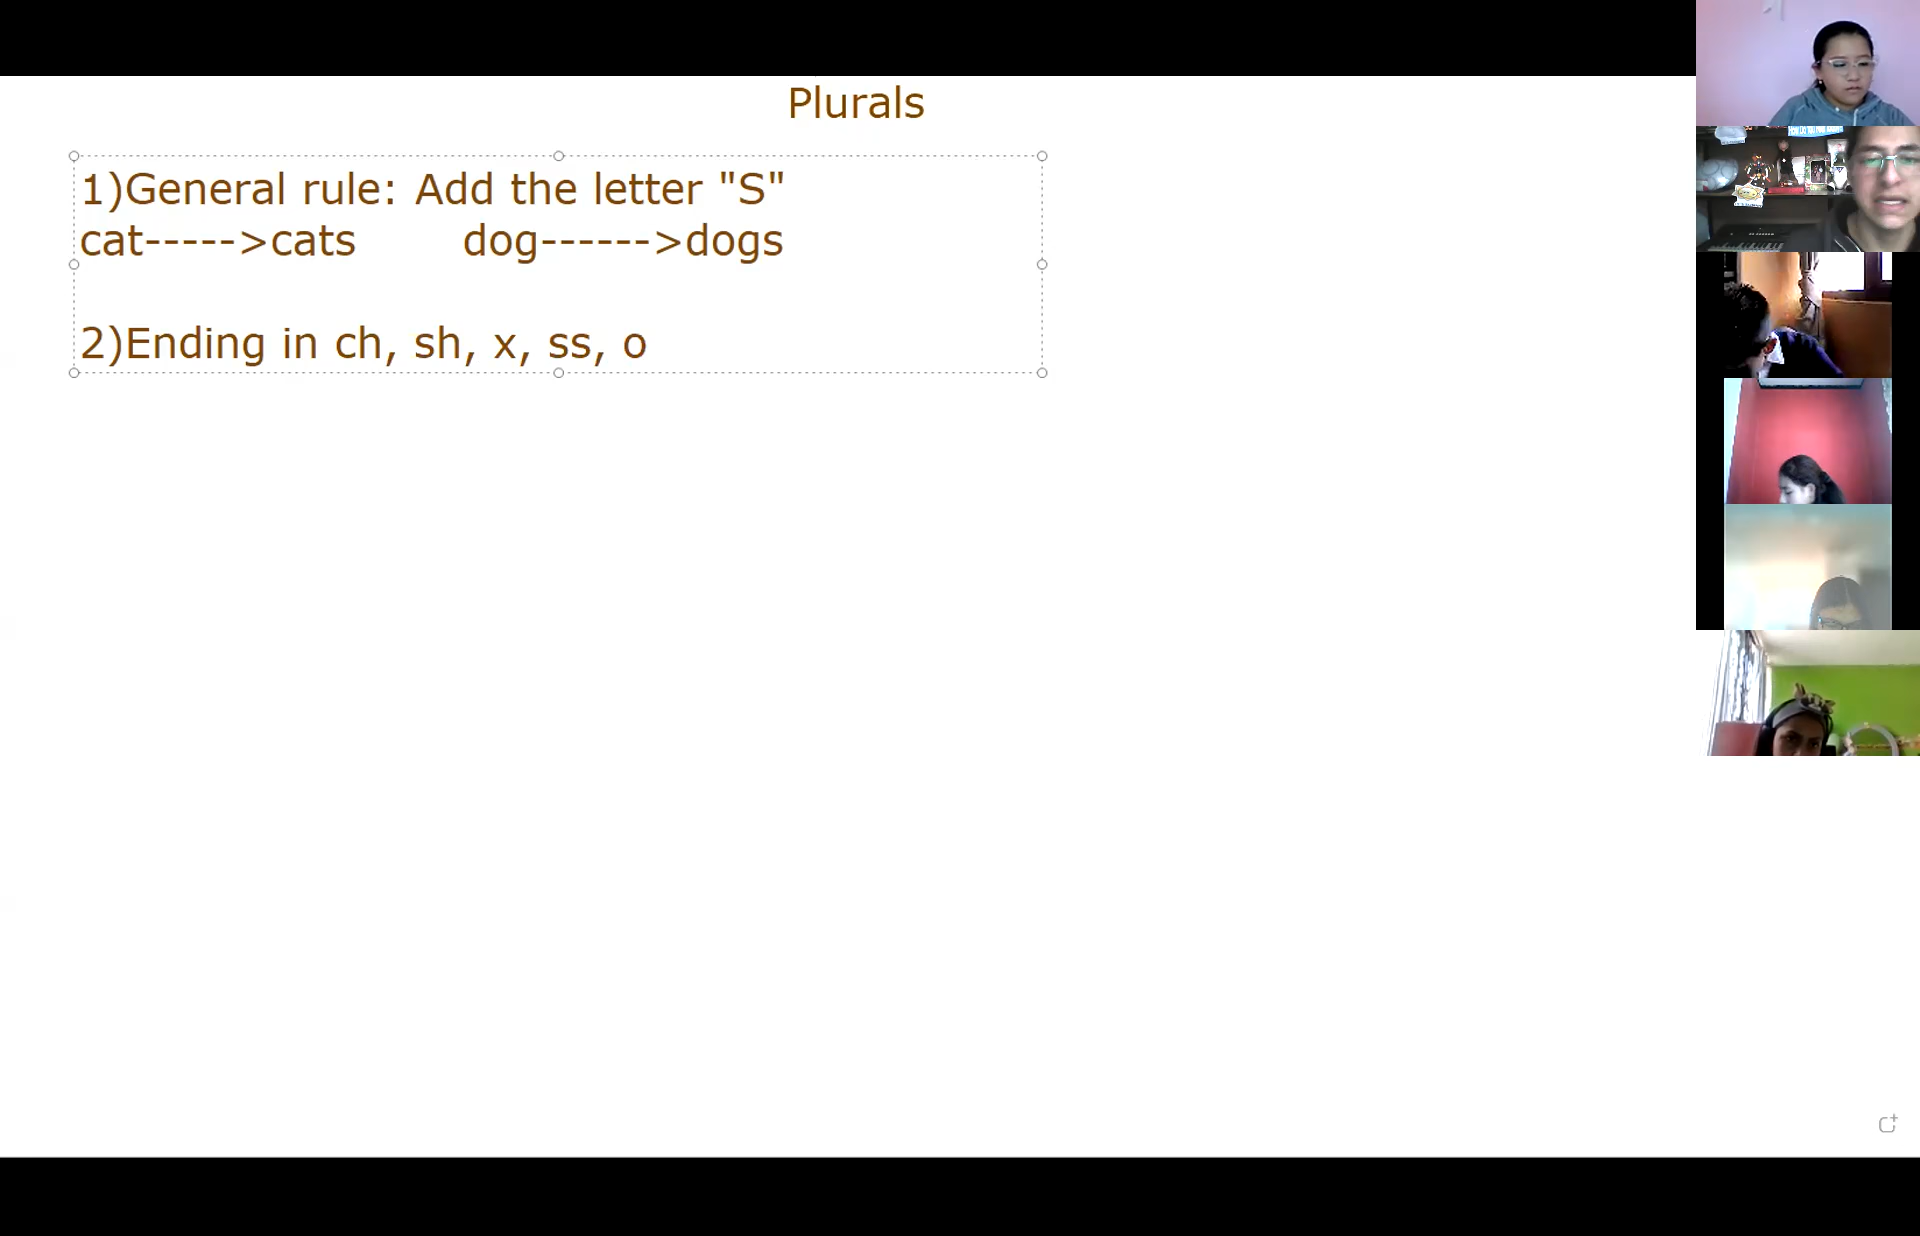 Plurals
1)General rule: Add the letter "S"
cat----->cats dog------>dogs
2)Ending in ch, sh, x, ss, o